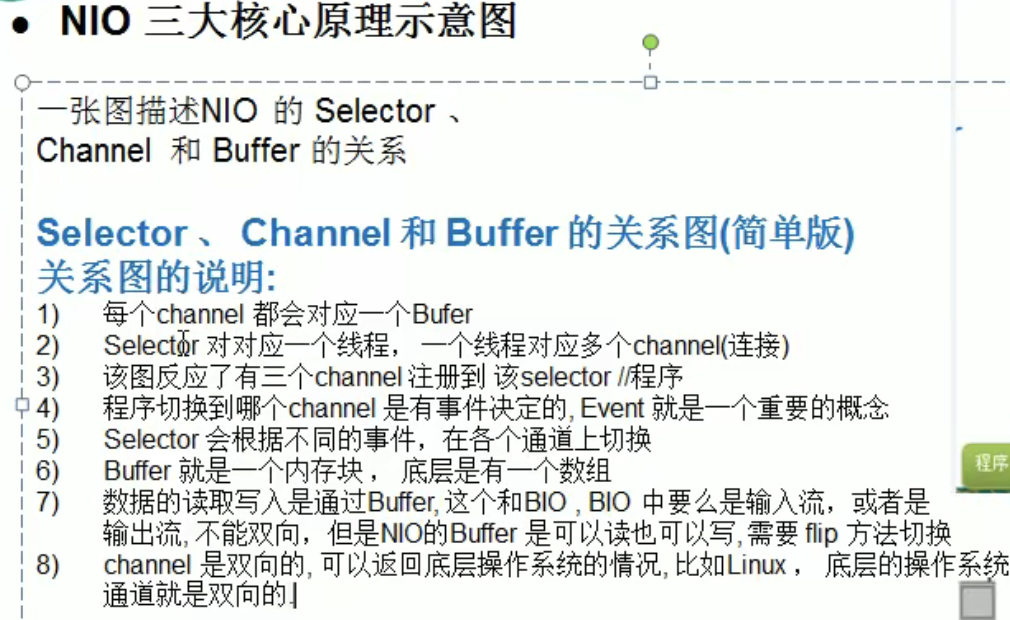 ● NIO 三大核心原理示意图
一张图描述NIO 的 Selector 、
Channel 和 Buffer 的关系
Selector 、 Channel 和 Buffer 的关系图(简单版)
关系图的说明:
1) 每个channel 都会对应一个Bufer
2) Selector 对对应一个线程， 一个线程对应多个channel(连接)
3) 该图反应了有三个channel 注册到 该selector //程序
4) 程序切换到哪个channel 是有事件决定的, Event 就是一个重要的概念
5) Selector 会根据不同的事件，在各个通道上切换
6) Buffer 就是一个内存块 ， 底层是有一个数组
7) 数据的读取写入是通过Buffer, 这个和BIO , BIO 中要么是输入流，或者是
输出流, 不能双向，但是NIO的Buffer 是可以读也可以写, 需要 flip 方法切换
8) channel 是双向的, 可以返回底层操作系统的情况, 比如Linux ， 底层的操作系统
通道就是双向的.
程序